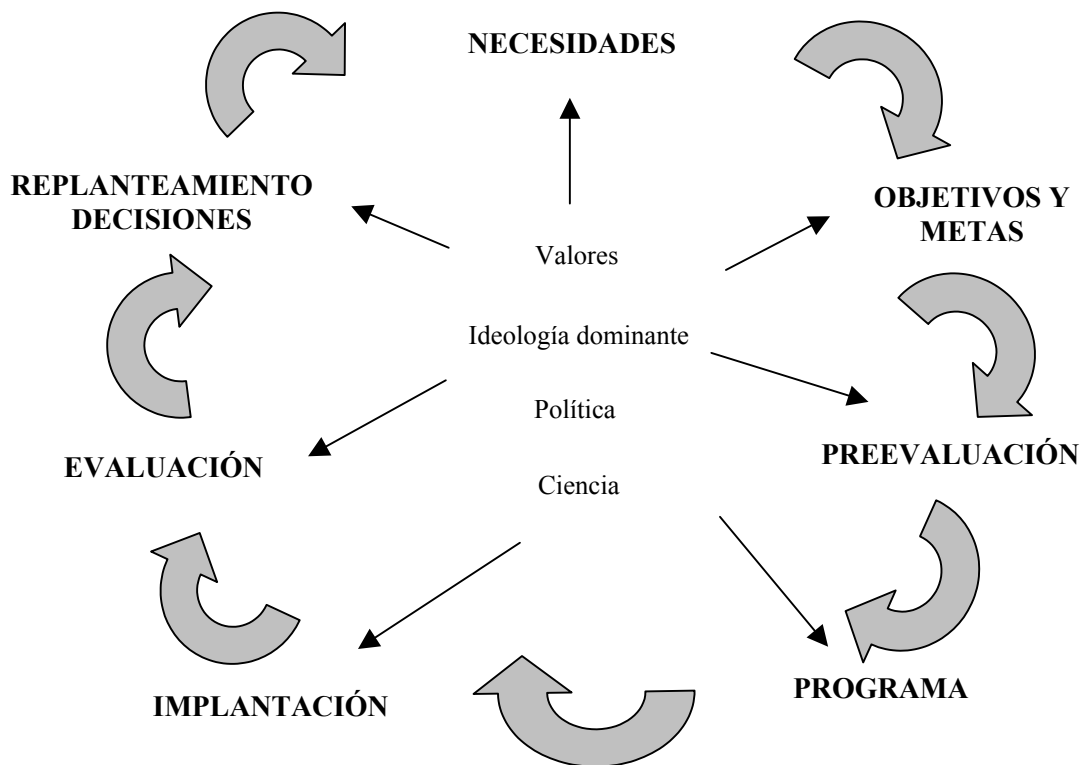 NECESIDADES
REPLANTEAMIENTO
DECISIONES
OBJETIVOS Y
METAS
Valores
Ideología dominante
Política
Ciencia
EVALUACIÓN
PREEVALUACIÓN
IMPLANTACIÓN
PROGRAMA